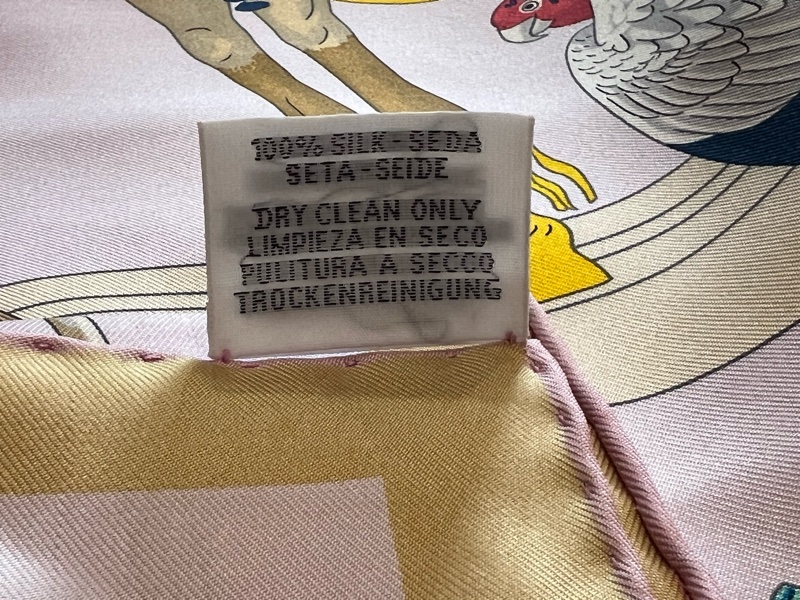 100% SILK-SEDA
SETA-SEIDE
DRY CLEAN ONLY
LIMPIEZA EN SECO
PULITURA A SECCO
TROCKENREINIGUNG